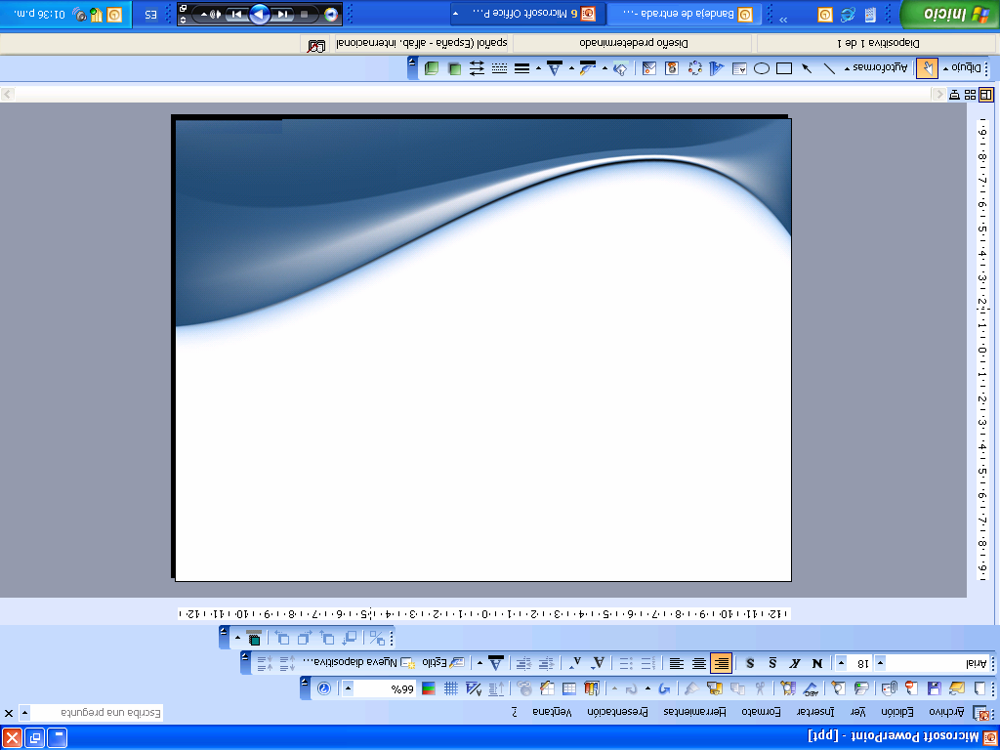 Microsoft PowerPoint - [ppt]
Archivo Edición Ver Insertar Formato Herramientas Presentación Ventana ?
Escriba una pregunta
66%
Arial 18 N K S S Estilo Nueva diapositiva...
·12·I·11·I·10·I·9·I·8·I·7·I·6·I·5·I·4·I·3·I·2·I·1·I·0·I·1·I·2·I·3·I·4·I·5·I·6·I·7·I·8·I·9·I·10·I·11·I·12·
·9·I·8·I·7·I·6·I·5·I·4·I·3·I·2·I·1·I·0·I·1·I·2·I·3·I·4·I·5·I·6·I·7·I·8·I·9·
Dibujo Autoformas
Diapositiva 1 de 1 Diseño predeterminado spañol (España - alfab. internacional
Inicio » Bandeja de entrada -... 6 Microsoft Office P... ES 01:36 p.m.